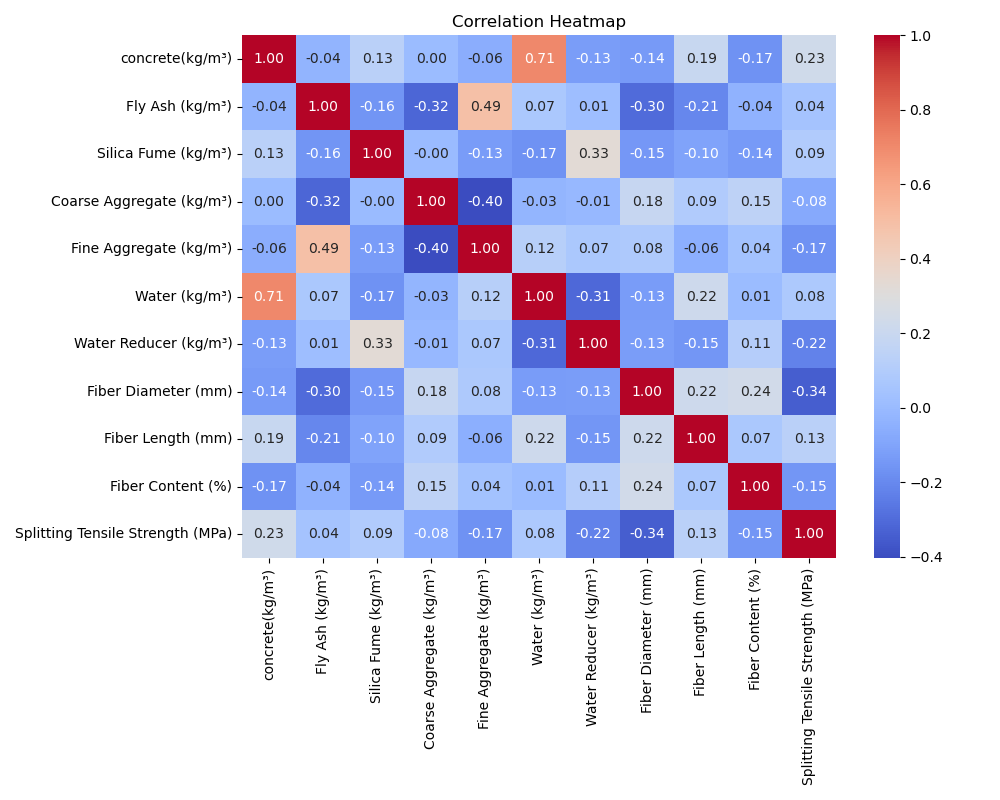 Correlation Heatmap
concrete(kg/m³) 1.00 -0.04 0.13 0.00 -0.06 0.71 -0.13 -0.14 0.19 -0.17 0.23
Fly Ash (kg/m³) -0.04 1.00 -0.16 -0.32 0.49 0.07 0.01 -0.30 -0.21 -0.04 0.04
Silica Fume (kg/m³) 0.13 -0.16 1.00 -0.00 -0.13 -0.17 0.33 -0.15 -0.10 -0.14 0.09
Coarse Aggregate (kg/m³) 0.00 -0.32 -0.00 1.00 -0.40 -0.03 -0.01 0.18 0.09 0.15 -0.08
Fine Aggregate (kg/m³) -0.06 0.49 -0.13 -0.40 1.00 0.12 0.07 0.08 -0.06 0.04 -0.17
Water (kg/m³) 0.71 0.07 -0.17 -0.03 0.12 1.00 -0.31 -0.13 0.22 0.01 0.08
Water Reducer (kg/m³) -0.13 0.01 0.33 -0.01 0.07 -0.31 1.00 -0.13 -0.15 0.11 -0.22
Fiber Diameter (mm) -0.14 -0.30 -0.15 0.18 0.08 -0.13 -0.13 1.00 0.22 0.24 -0.34
Fiber Length (mm) 0.19 -0.21 -0.10 0.09 -0.06 0.22 -0.15 0.22 1.00 0.07 0.13
Fiber Content (%) -0.17 -0.04 -0.14 0.15 0.04 0.01 0.11 0.24 0.07 1.00 -0.15
Splitting Tensile Strength (MPa) 0.23 0.04 0.09 -0.08 -0.17 0.08 -0.22 -0.34 0.13 -0.15 1.00
concrete(kg/m³)
Fly Ash (kg/m³)
Silica Fume (kg/m³)
Coarse Aggregate (kg/m³)
Fine Aggregate (kg/m³)
Water (kg/m³)
Water Reducer (kg/m³)
Fiber Diameter (mm)
Fiber Length (mm)
Fiber Content (%)
Splitting Tensile Strength (MPa)
1.0
0.8
0.6
0.4
0.2
0.0
−0.2
−0.4